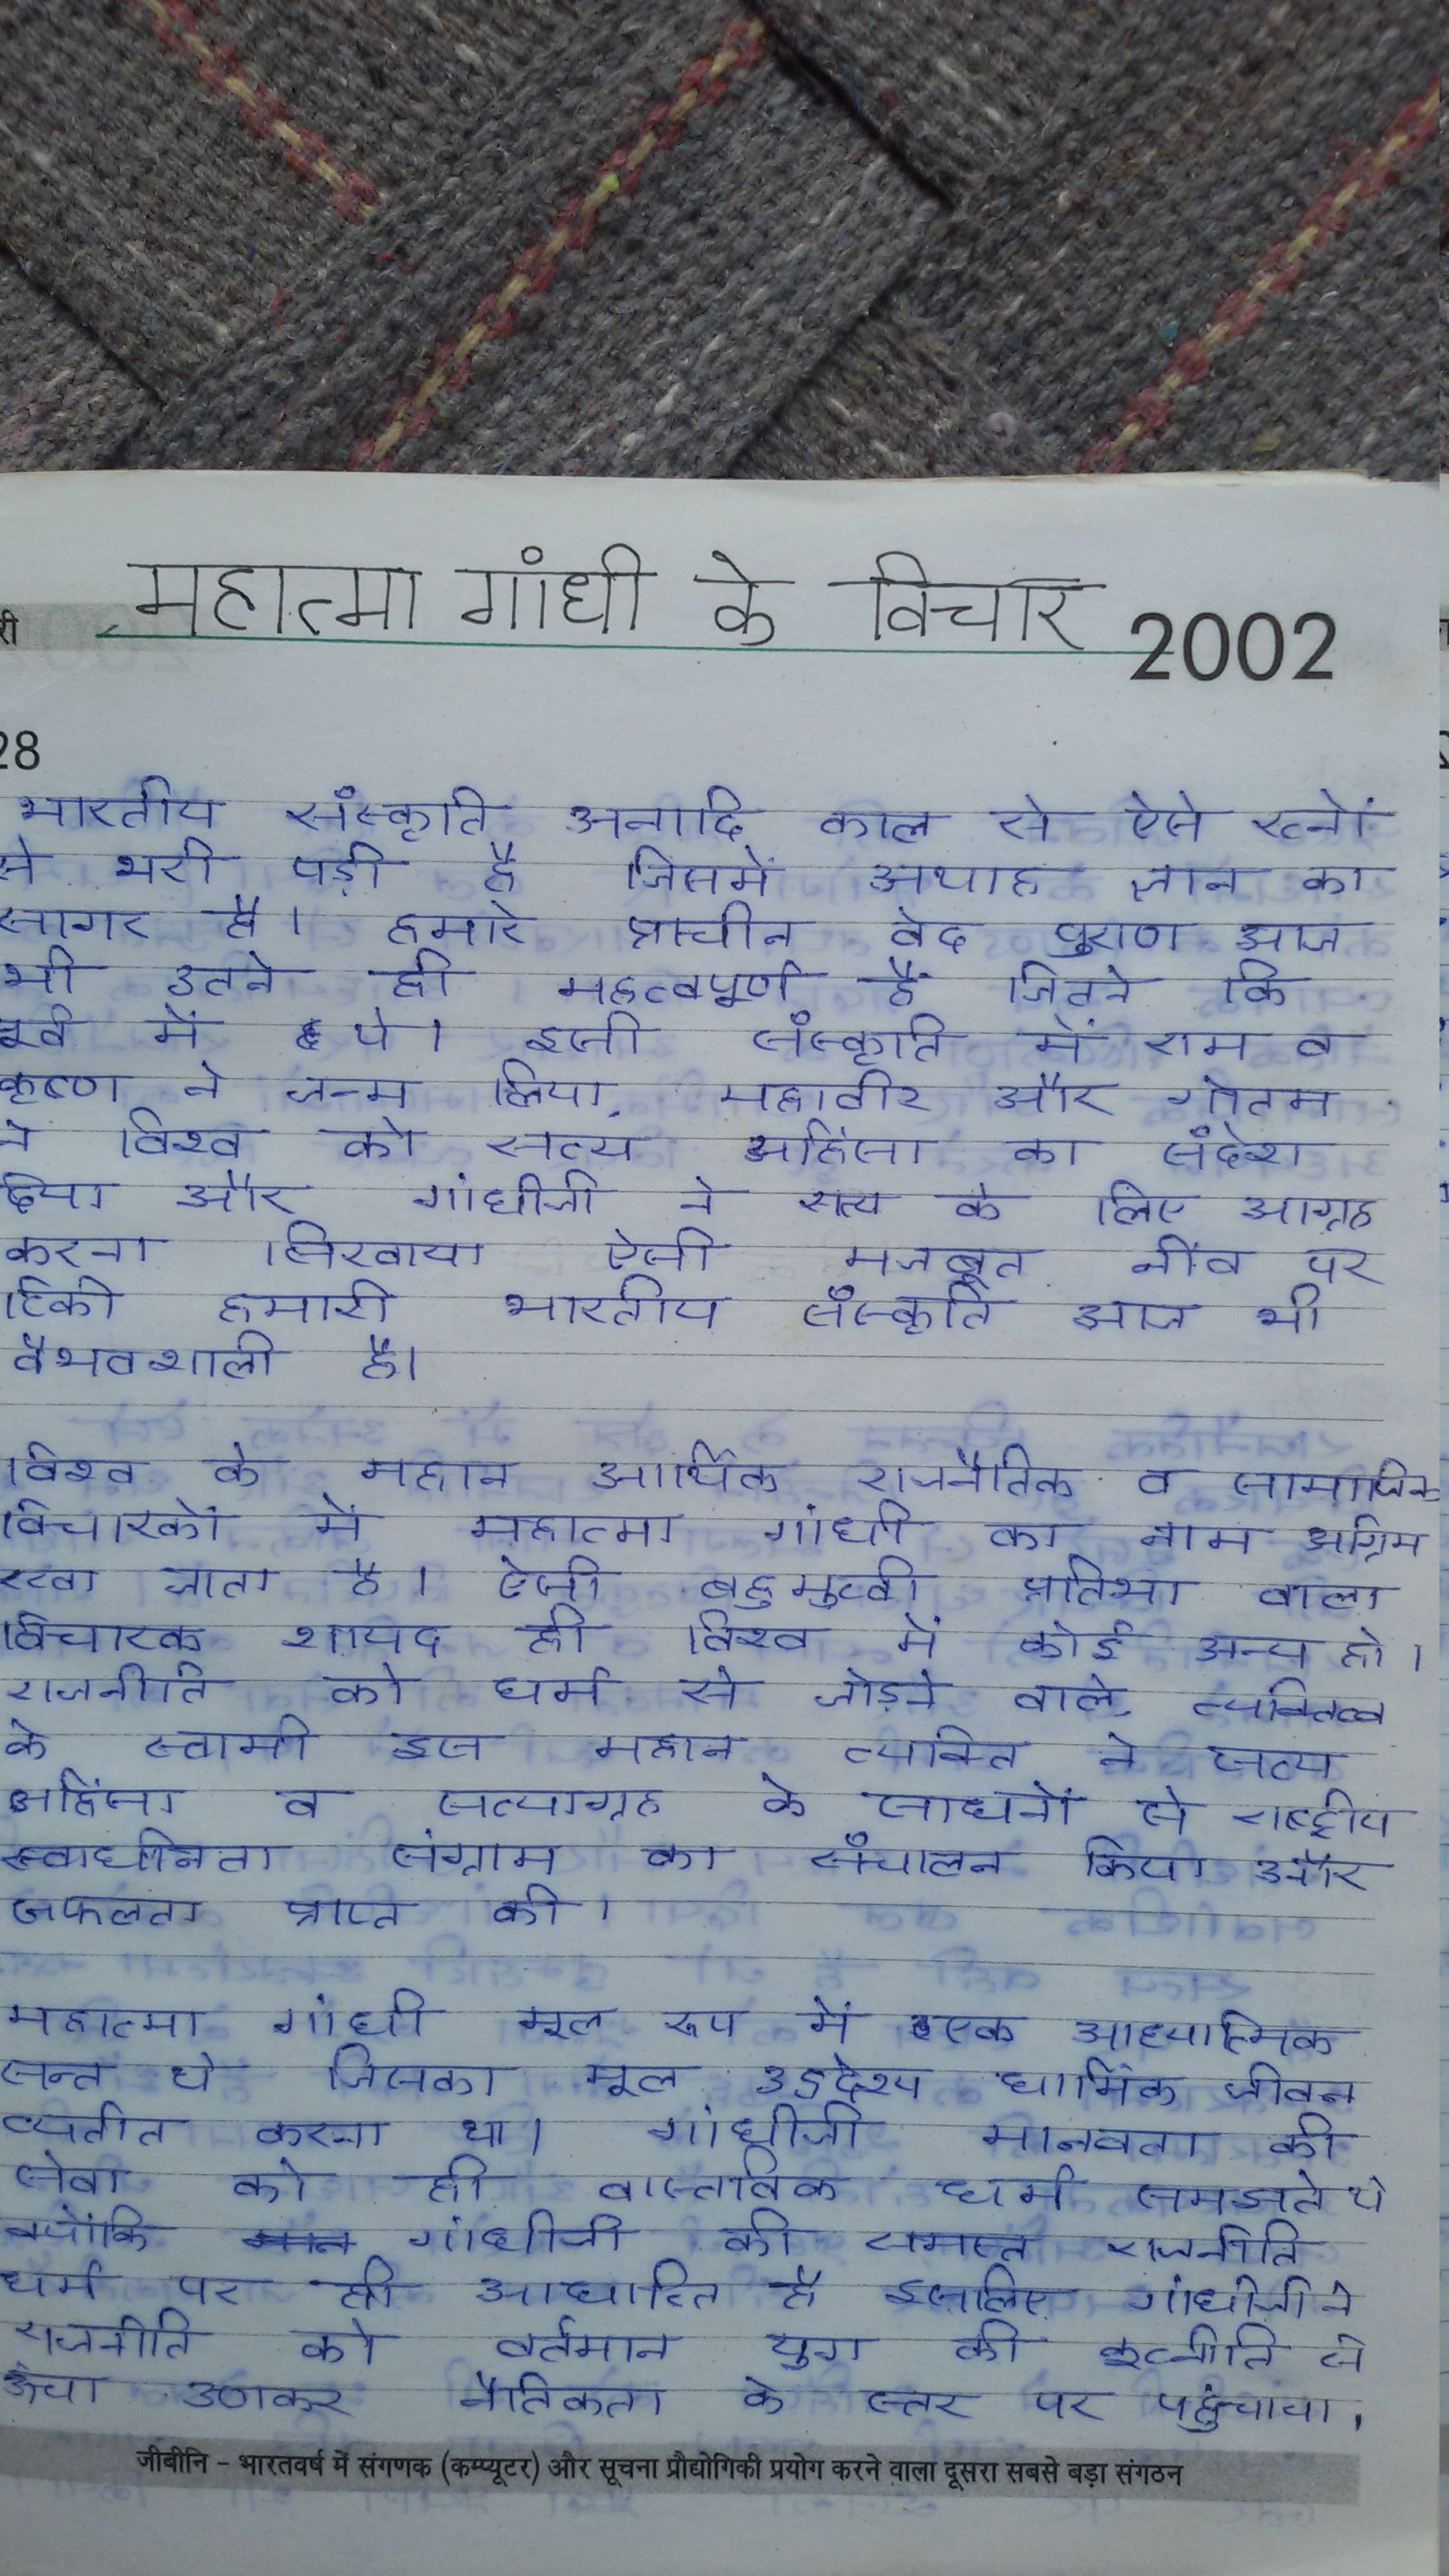 महात्मा गांधी के विचार 2002
री
28
भारतीय संस्कृति अनादि काल से ऐसे रत्नों
से भरी पड़ी है जिसमें अथाह ज्ञान का
सागर है। हमारे प्राचीन वेद पुराण आज
भी उतने ही महत्वपूर्ण हैं जितने कि
पूर्व में थे। इसी संस्कृति में राम व
कृष्ण ने जन्म लिया, महावीर और गौतम
ने विश्व को सत्य अहिंसा का संदेश
दिया और गांधीजी ने सत्य के लिए आग्रह
करना सिखाया ऐसी मजबूत नींव पर
टिकी हमारी भारतीय संस्कृति आज भी
वैभवशाली है।
विश्व के महान आर्थिक राजनैतिक व सामाजिक
विचारकों में महात्मा गांधी का नाम अग्रिम
रखा जाता है। ऐसी बहुमुखी प्रतिभा वाला
विचारक शायद ही विश्व में कोई अन्य हो।
राजनीति को धर्म से जोड़ने वाले, व्यक्तित्व
के स्वामी इस महान व्यक्ति ने सत्य
अहिंसा व सत्याग्रह के साधनों से राष्ट्रीय
स्वाधीनता संग्राम का संचालन किया और
सफलता प्राप्त की।
महात्मा गांधी मूल रूप में एक आध्यात्मिक
सन्त थे जिसका मूल उद्देश्य धार्मिक जीवन
व्यतीत करना था। गांधीजी मानवता की
सेवा को ही वास्तविक धर्म समझते थे
क्योंकि गांधीजी की समस्त राजनीति
धर्म पर ही आधारित है इसलिए गांधीजी ने
राजनीति को वर्तमान युग की कूटनीति से
ऊंचा उठाकर नैतिकता के स्तर पर पहुंचाया।
जीबीनि - भारतवर्ष में संगणक (कम्प्यूटर) और सूचना प्रौद्योगिकी प्रयोग करने वाला दूसरा सबसे बड़ा संगठन